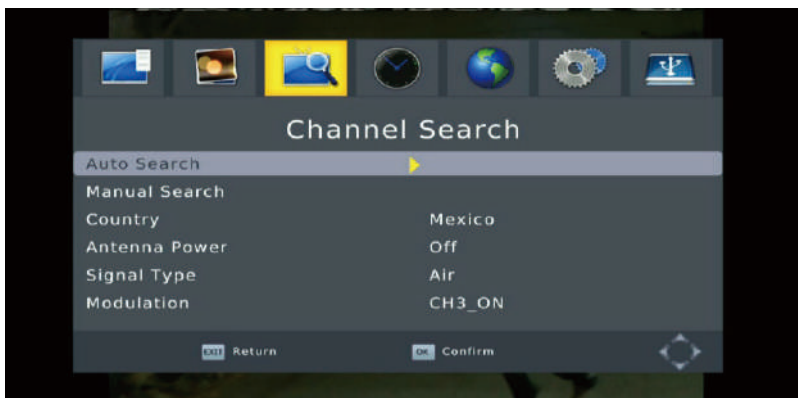 Channel Search
Auto Search
Manual Search
Country Mexico
Antenna Power Off
Signal Type Air
Modulation CH3_ON
EXIT Return OK Confirm